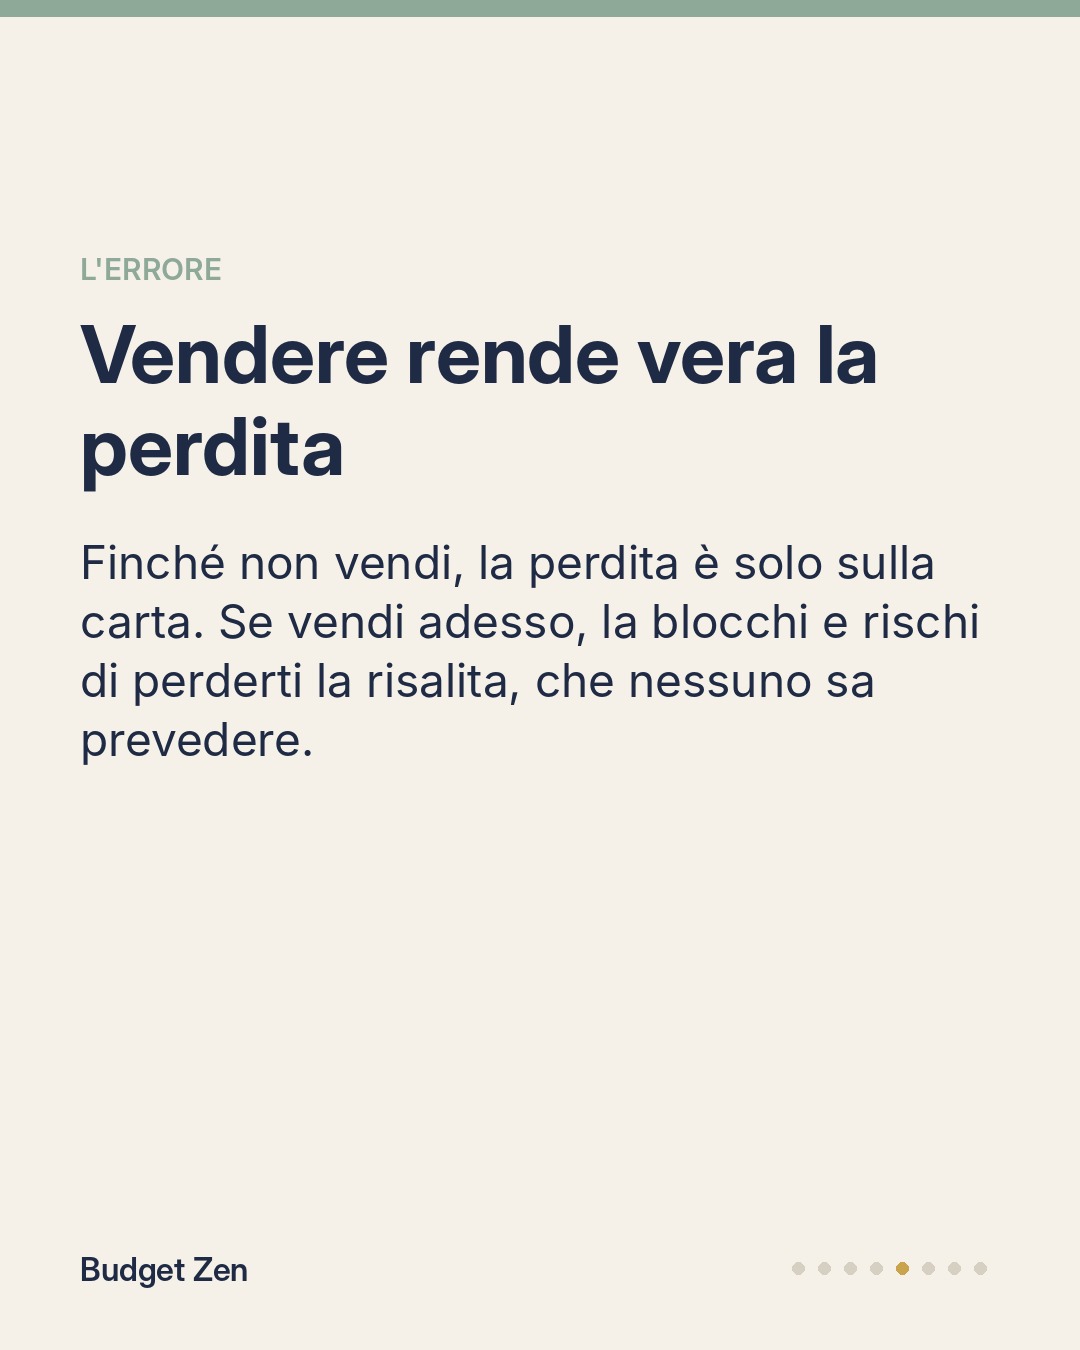 L'ERRORE
Vendere rende vera la
perdita
Finché non vendi, la perdita è solo sulla
carta. Se vendi adesso, la blocchi e rischi
di perderti la risalita, che nessuno sa
prevedere.
Budget Zen